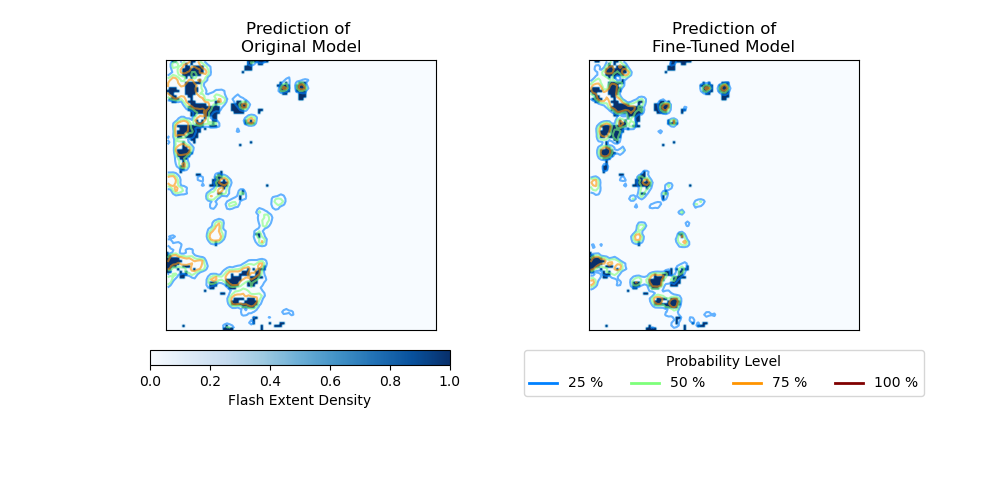 Prediction of
Original Model
Prediction of
Fine-Tuned Model
0.0 0.2 0.4 0.6 0.8 1.0
Flash Extent Density
Probability Level
25 % 50 % 75 % 100 %